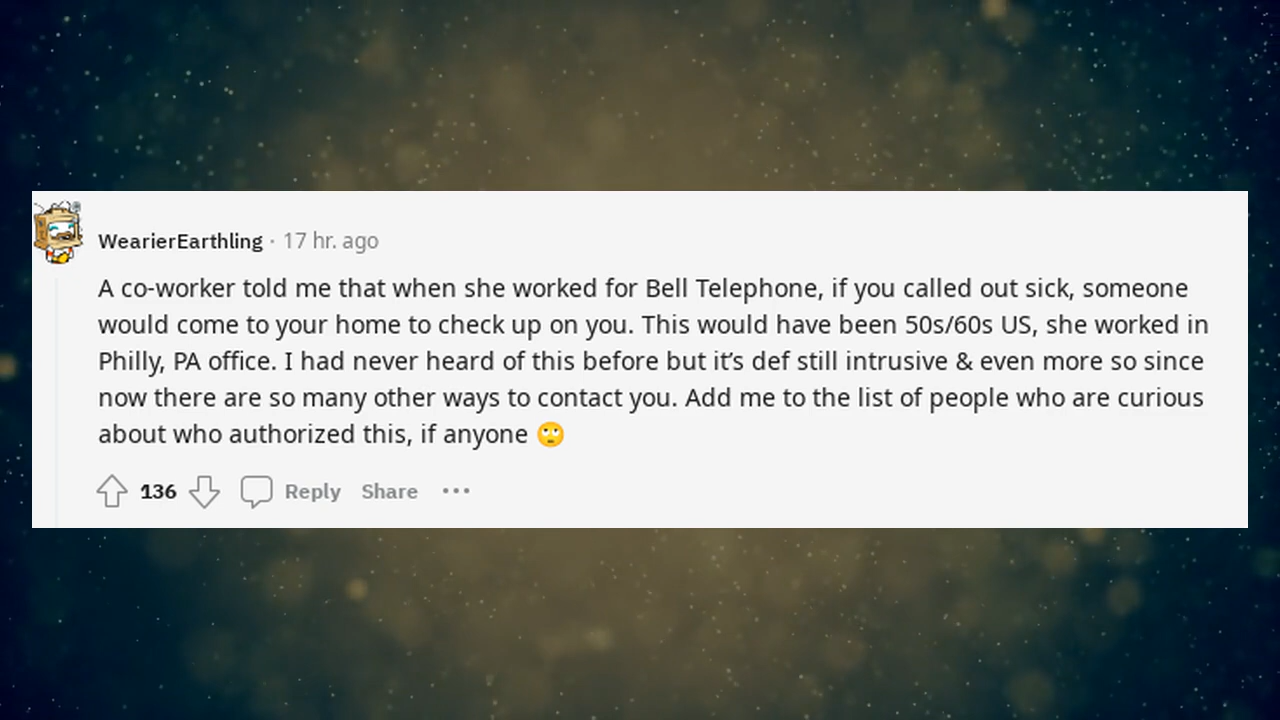 WearierEarthling · 17 hr. ago
A co-worker told me that when she worked for Bell Telephone, if you called out sick, someone
would come to your home to check up on you. This would have been 50s/60s US, she worked in
Philly, PA office. I had never heard of this before but it’s def still intrusive & even more so since
now there are so many other ways to contact you. Add me to the list of people who are curious
about who authorized this, if anyone 🙄
136 Reply Share ···